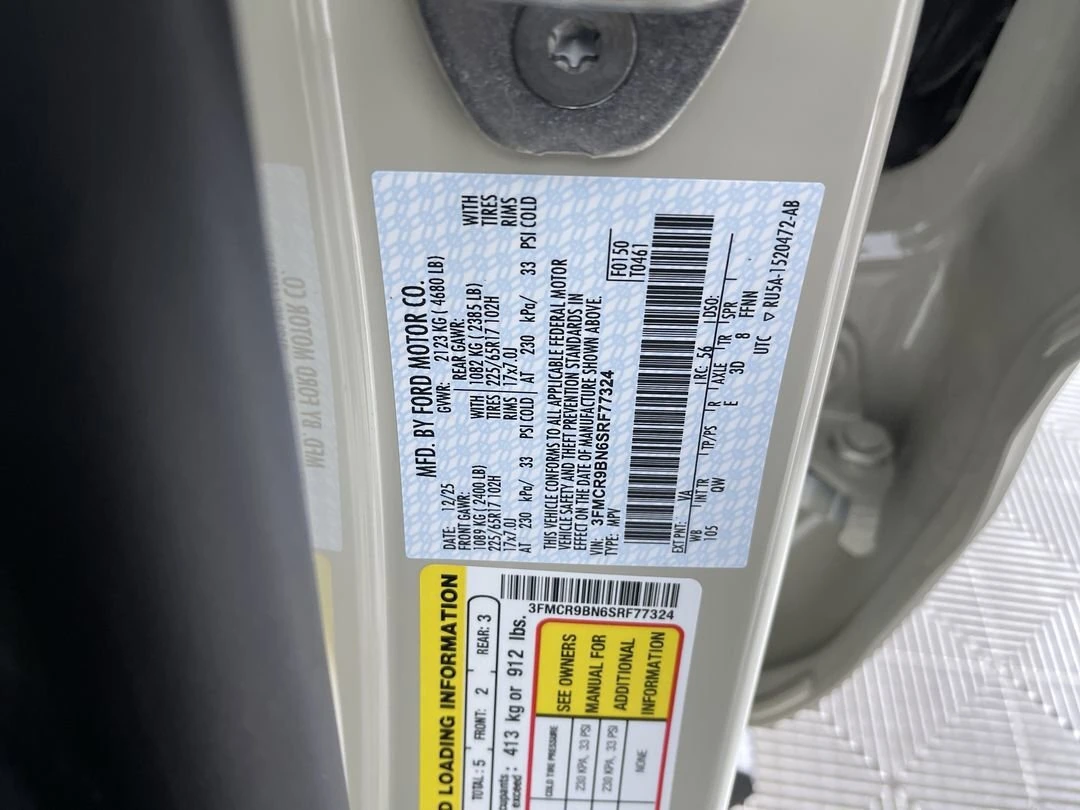 MFD. BY FORD MOTOR CO.
DATE: 12/25 GVWR: 2123 KG ( 4680 LB)
FRONT GAWR: REAR GAWR:
1089 KG ( 2400 LB) WITH 1082 KG ( 2385 LB) WITH
225/65R17 102H TIRES 225/65R17 102H TIRES
17x7.0J RIMS 17x7.0J RIMS
AT 230 kPa/ 33 PSI COLD AT 230 kPa/ 33 PSI COLD
THIS VEHICLE CONFORMS TO ALL APPLICABLE FEDERAL MOTOR
VEHICLE SAFETY AND THEFT PREVENTION STANDARDS IN
EFFECT ON THE DATE OF MANUFACTURE SHOWN ABOVE.
VIN: 3FMCR9BN6SRF77324
TYPE: MPV
F0150
T0461
EXT PNT: VA RC: 56 DSO:
WB INT TR TP/PS R AXLE TR SPR
105 QW E 3D 8 FFNN
UTC ▽ RU5A-1520472-AB
D LOADING INFORMATION
TOTAL: 5 FRONT: 2 REAR: 3
cupants
exceed: 413 kg or 912 lbs.
3FMCR9BN6SRF77324
COLD TIRE PRESSURE
230 KPA, 33 PSI
230 KPA, 33 PSI
NONE
SEE OWNERS
MANUAL FOR
ADDITIONAL
INFORMATION
MFD. BY FORD MOTOR CO.